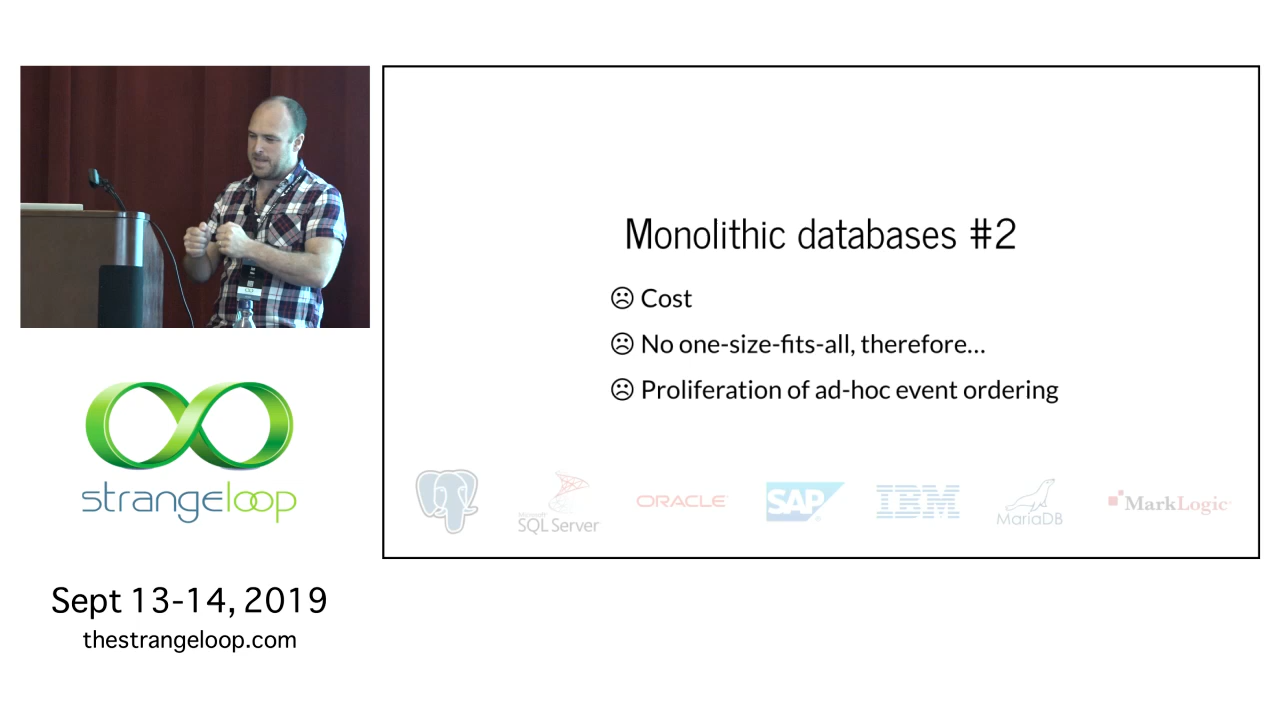 Monolithic databases #2
☹ Cost
☹ No one-size-fits-all, therefore...
☹ Proliferation of ad-hoc event ordering
SQL Server
ORACLE
SAP
IBM
MariaDB
MarkLogic
strangeloop
Sept 13-14, 2019
thestrangeloop.com